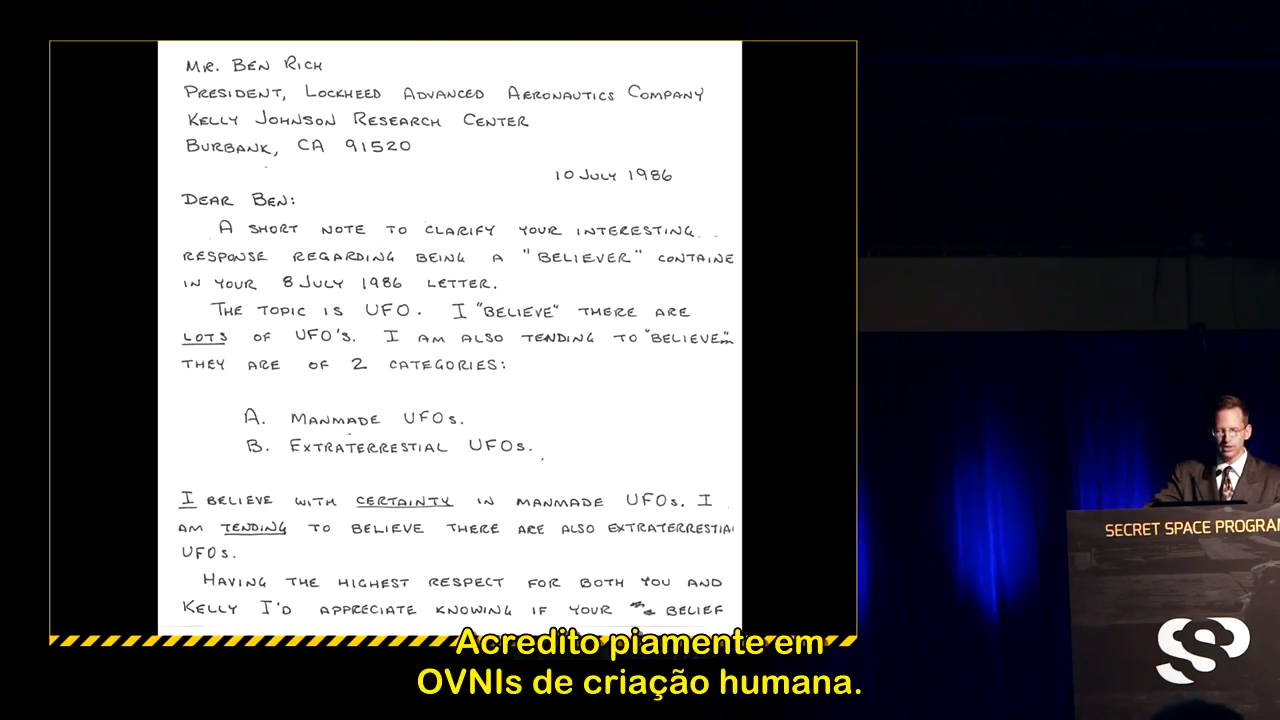 MR. BEN RICH
PRESIDENT, LOCKHEED ADVANCED AERONAUTICS COMPANY
KELLY JOHNSON RESEARCH CENTER
BURBANK, CA 91520
10 JULY 1986
DEAR BEN:
A SHORT NOTE TO CLARIFY YOUR INTERESTING
RESPONSE REGARDING BEING A "BELIEVER" CONTAINE
IN YOUR 8 JULY 1986 LETTER.
THE TOPIC IS UFO. I "BELIEVE" THERE ARE
LOTS OF UFO'S. I AM ALSO TENDING TO "BELIEVE"
THEY ARE OF 2 CATEGORIES:
A. MANMADE UFOS.
B. EXTRATERRESTIAL UFOS.
I BELIEVE WITH CERTAINTY IN MANMADE UFOS. I
AM TENDING TO BELIEVE THERE ARE ALSO EXTRATERRESTIA
UFOS.
HAVING THE HIGHEST RESPECT FOR BOTH YOU AND
KELLY I'D APPRECIATE KNOWING IF YOUR BELIEF
Acredito piamente em
OVNIs de criação humana.
SECRET SPACE PROGRA
SSP